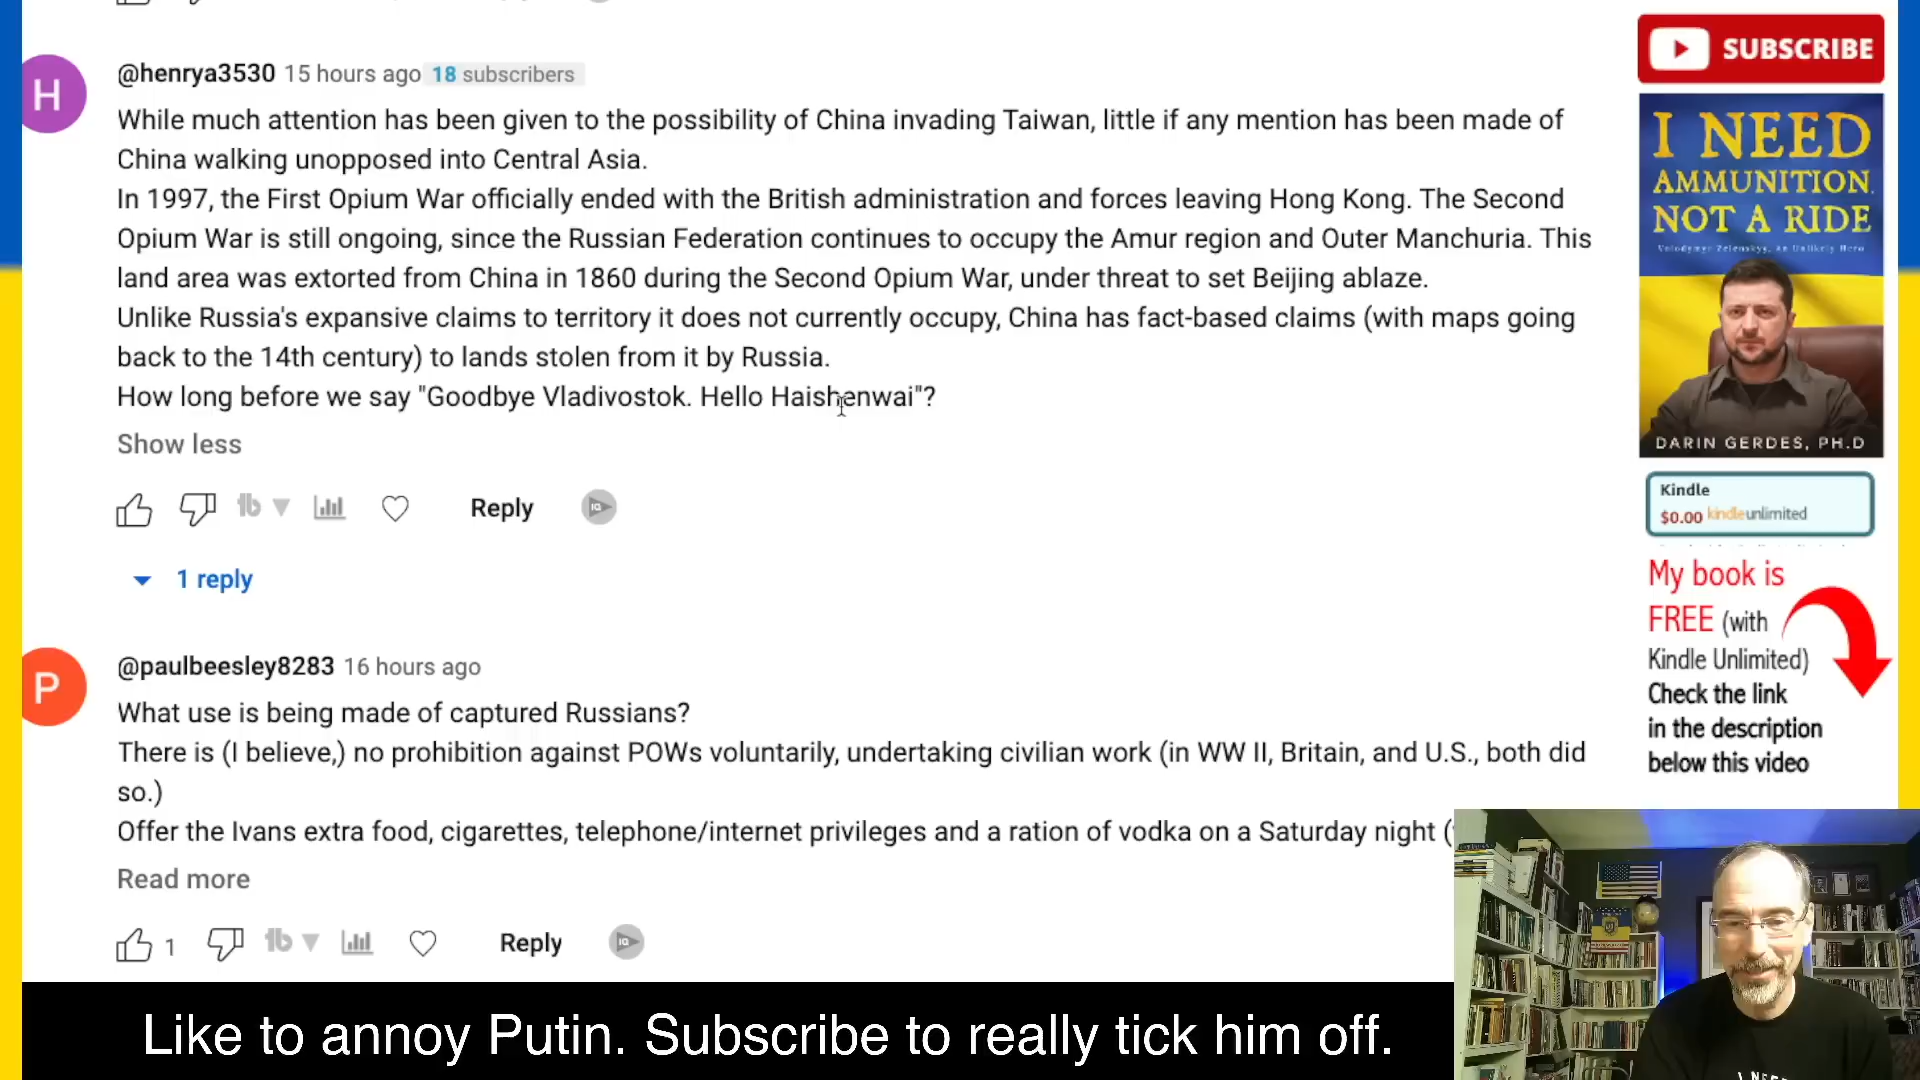 H
@henrya3530 15 hours ago 18 subscribers
While much attention has been given to the possibility of China invading Taiwan, little if any mention has been made of
China walking unopposed into Central Asia.
In 1997, the First Opium War officially ended with the British administration and forces leaving Hong Kong. The Second
Opium War is still ongoing, since the Russian Federation continues to occupy the Amur region and Outer Manchuria. This
land area was extorted from China in 1860 during the Second Opium War, under threat to set Beijing ablaze.
Unlike Russia's expansive claims to territory it does not currently occupy, China has fact-based claims (with maps going
back to the 14th century) to lands stolen from it by Russia.
How long before we say "Goodbye Vladivostok. Hello Haishenwai"?
Show less
Reply
1 reply
P
@paulbeesley8283 16 hours ago
What use is being made of captured Russians?
There is (I believe,) no prohibition against POWs voluntarily, undertaking civilian work (in WW II, Britain, and U.S., both did
so.)
Offer the Ivans extra food, cigarettes, telephone/internet privileges and a ration of vodka on a Saturday night (
Read more
1
Reply
SUBSCRIBE
I NEED
AMMUNITION,
NOT A RIDE
Volodymyr Zelenskyy, An Unlikely Hero
DARIN GERDES, PH.D
Kindle
$0.00 kindleunlimited
My book is
FREE (with
Kindle Unlimited)
Check the link
in the description
below this video
Like to annoy Putin. Subscribe to really tick him off.
I NEED